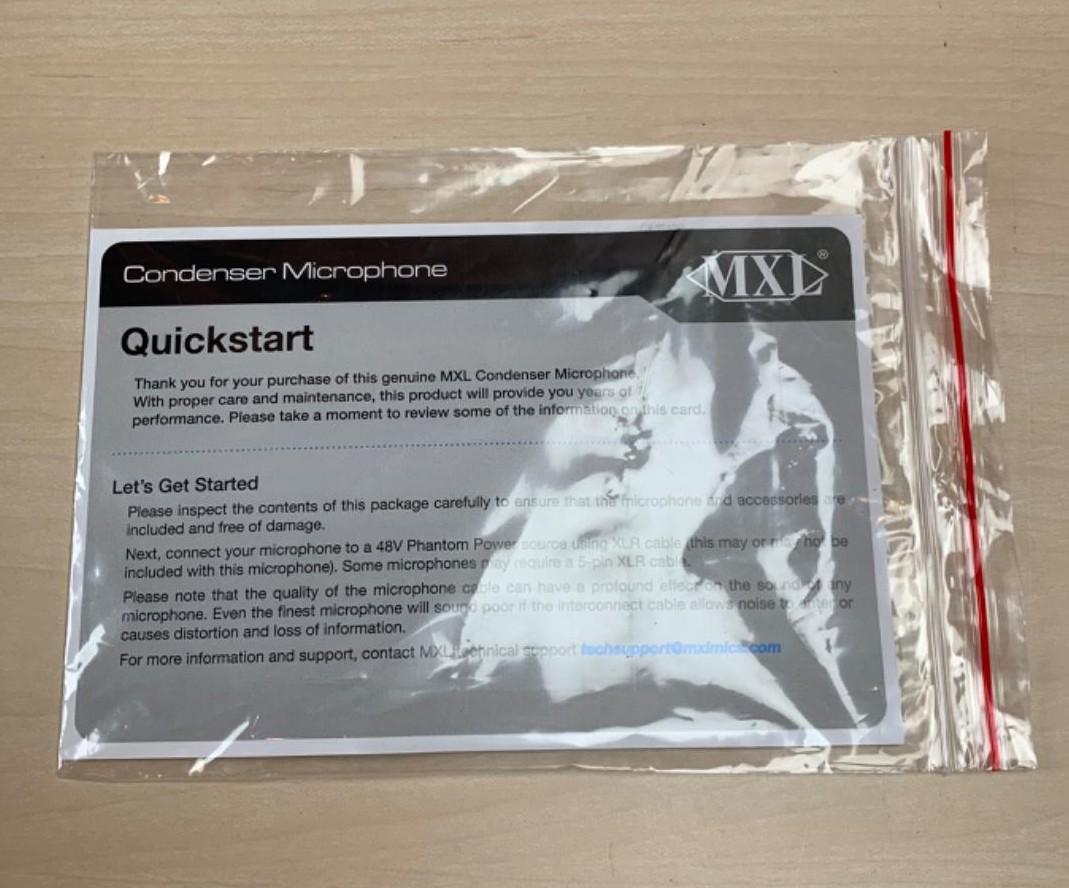 Condenser Microphone
MXL®
Quickstart
Thank you for your purchase of this genuine MXL Condenser Microphone.
With proper care and maintenance, this product will provide you years of
performance. Please take a moment to review some of the information on this card.
Let's Get Started
Please inspect the contents of this package carefully to ensure that the microphone and accessories are
included and free of damage.
Next, connect your microphone to a 48V Phantom Power source using XLR cable (this may or may not be
included with this microphone). Some microphones may require a 5-pin XLR cable.
Please note that the quality of the microphone cable can have a profound effect on the sound of any
microphone. Even the finest microphone will sound poor if the interconnect cable allows noise to enter or
causes distortion and loss of information.
For more information and support, contact MXL technical support techsupport@mxlmics.com